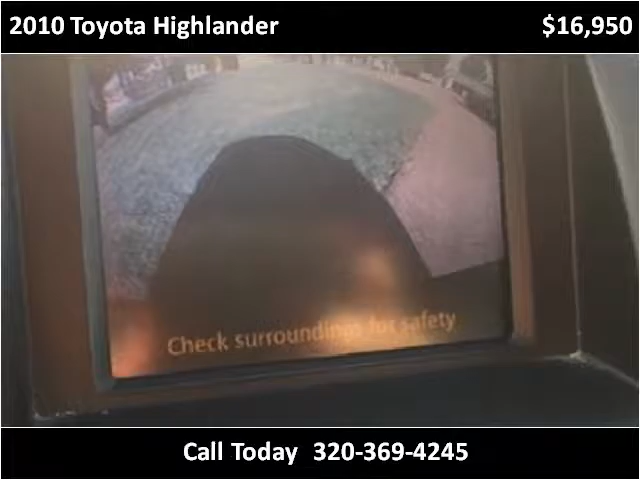 2010 Toyota Highlander $16,950
Check surroundings for safety
Call Today 320-369-4245